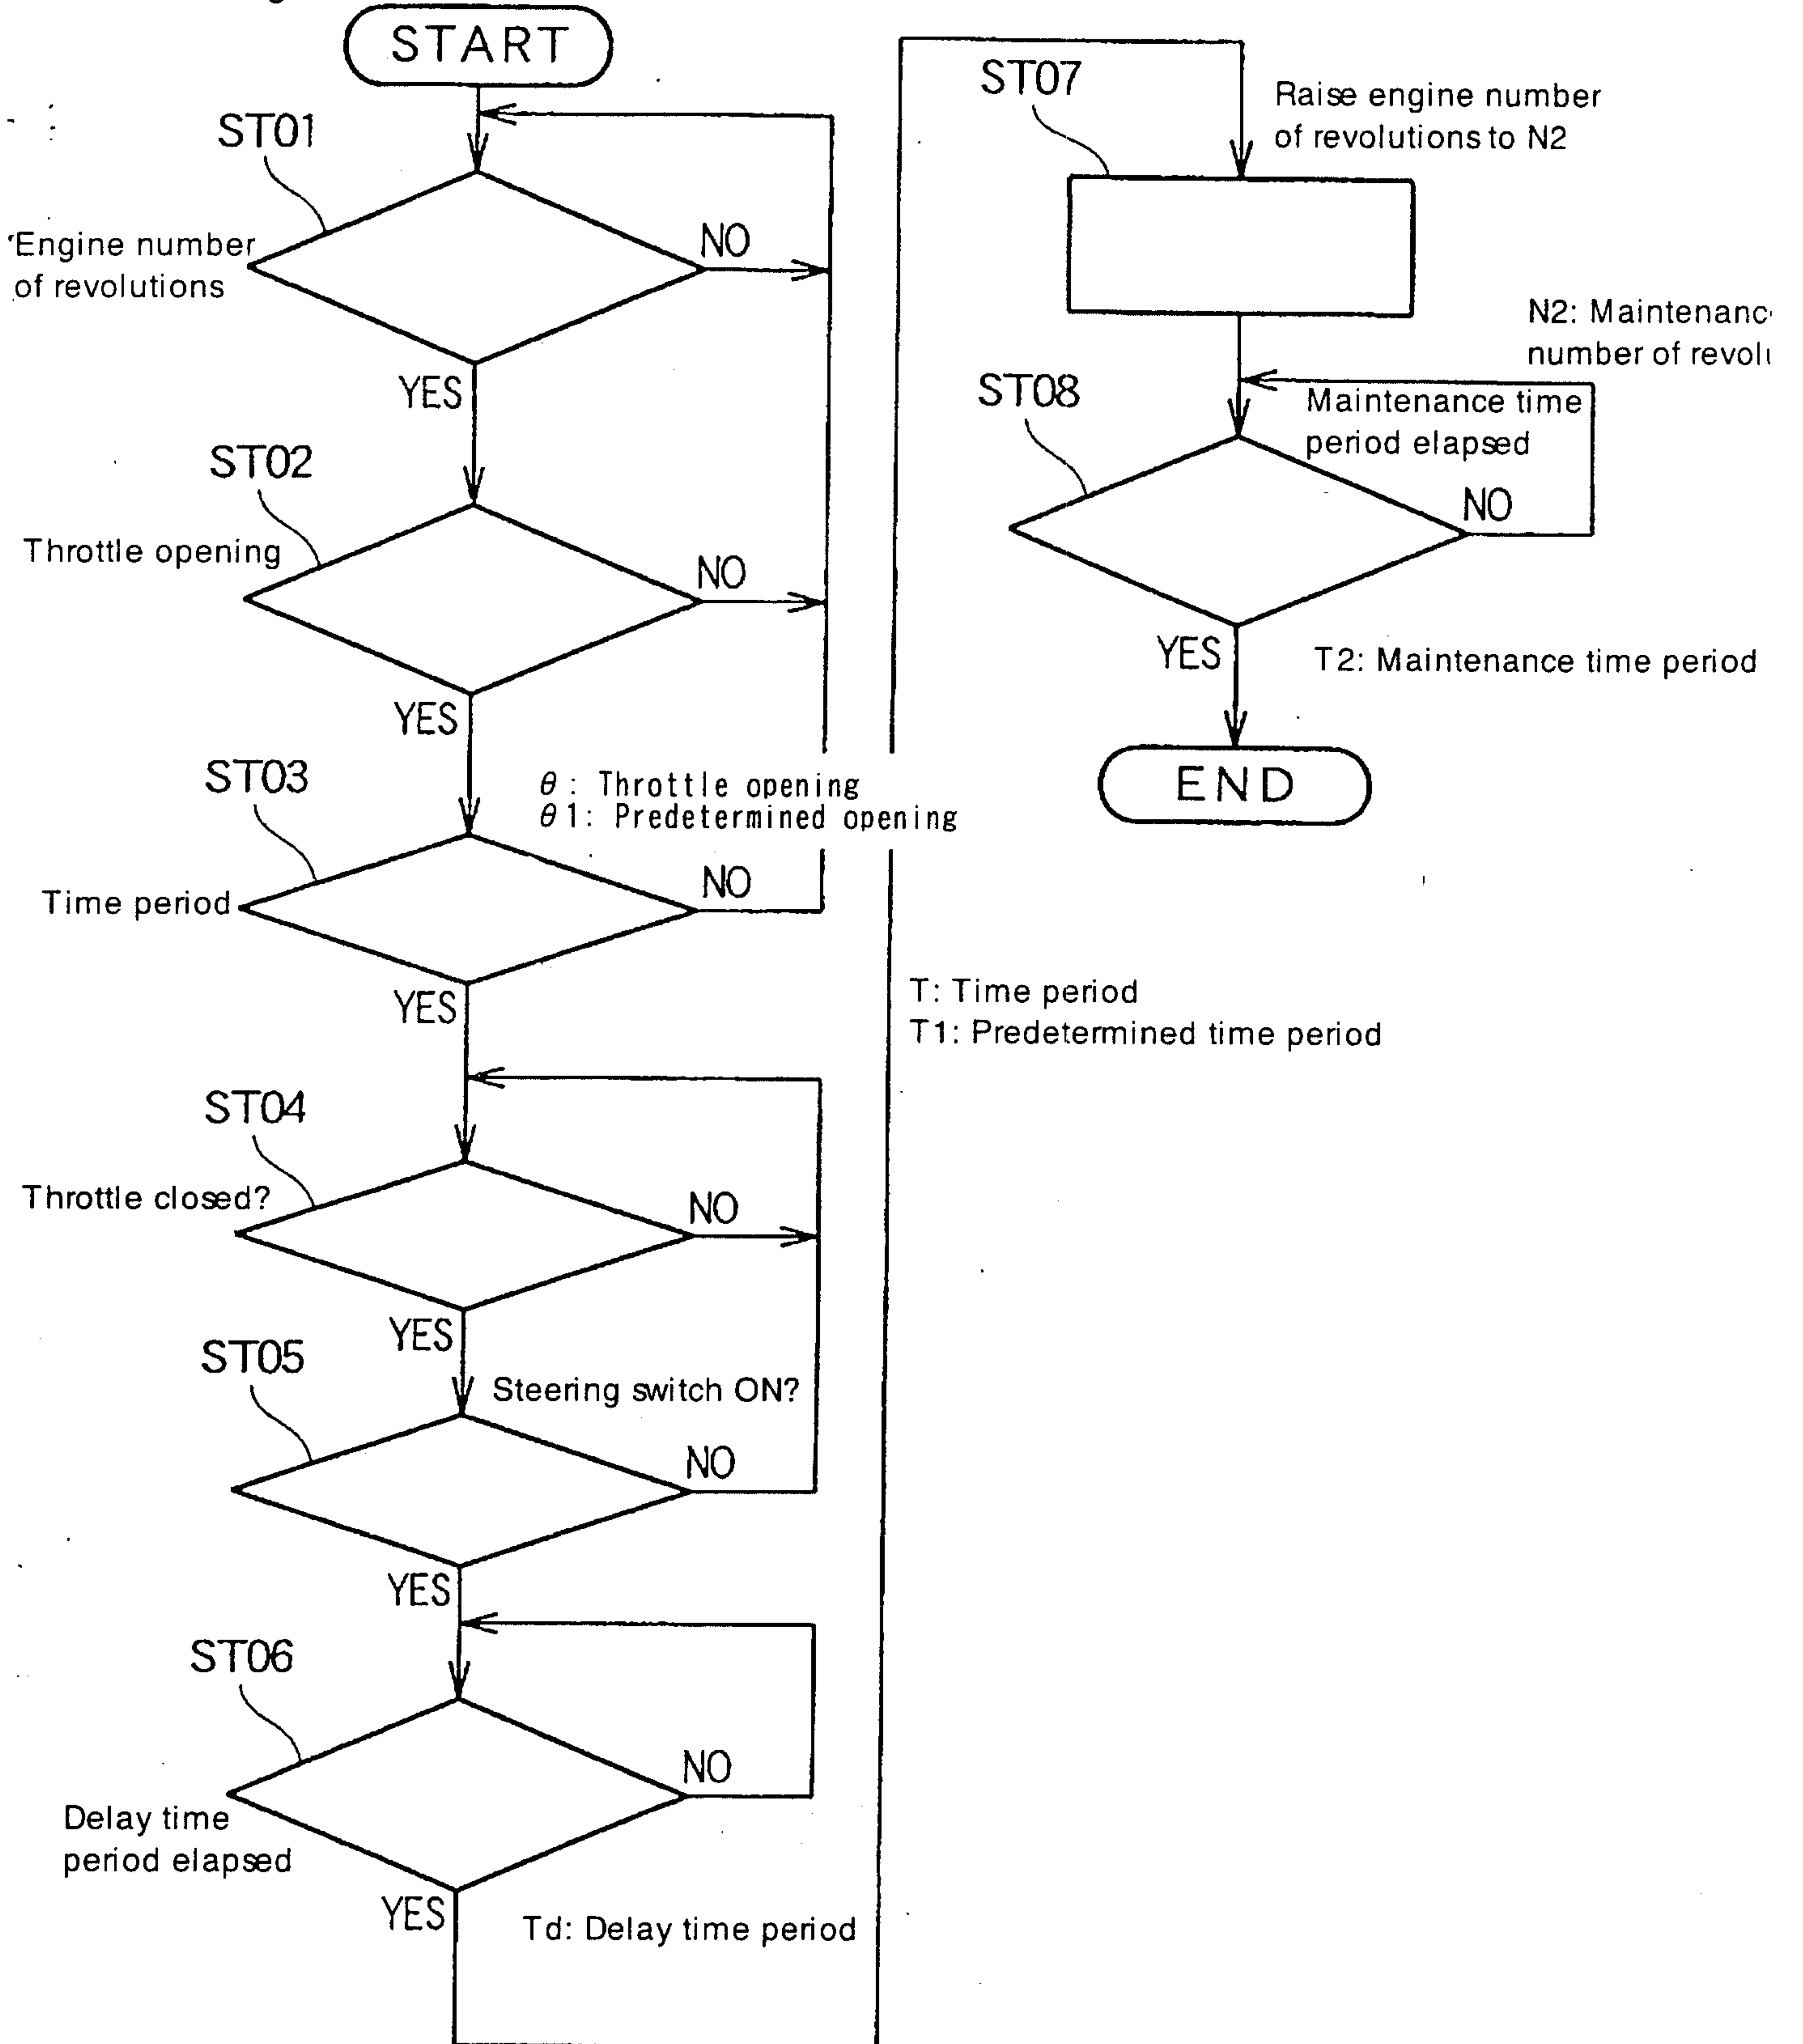 START
ST01
Engine number
of revolutions
NO
YES
ST02
Throttle opening
NO
YES
ST03
θ: Throttle opening
θ1: Predetermined opening
Time period
NO
YES
T: Time period
T1: Predetermined time period
ST04
Throttle closed?
NO
YES
ST05
Steering switch ON?
NO
YES
ST06
NO
Delay time
period elapsed
YES
Td: Delay time period
ST07
Raise engine number
of revolutions to N2
N2:
number of
ST08
Maintenance time
period elapsed
NO
YES
T2: Maintenance time period
END